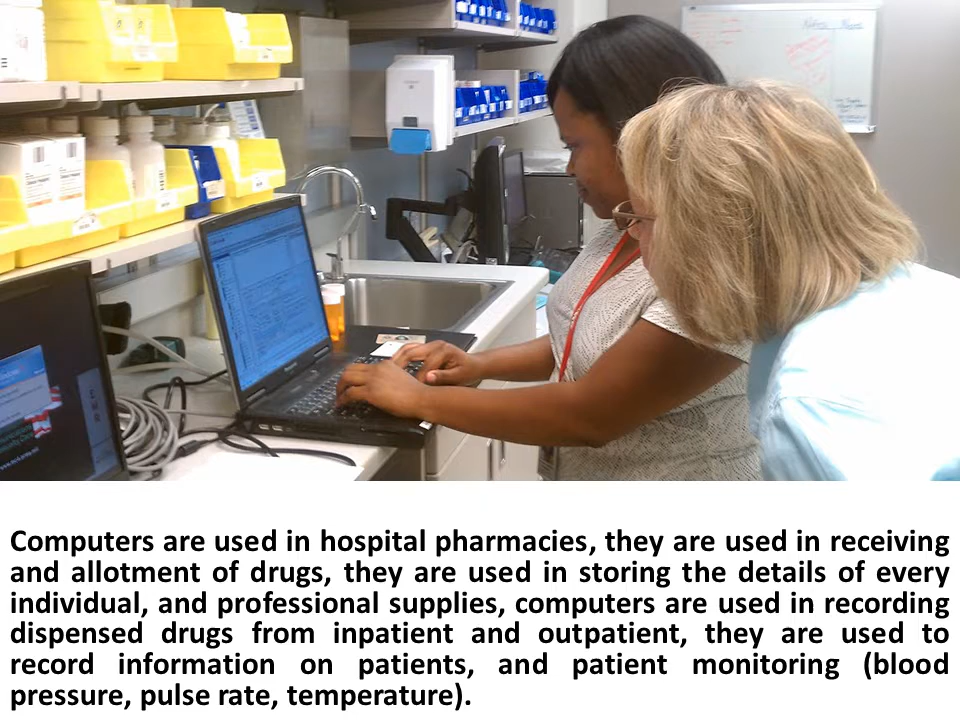 Computers are used in hospital pharmacies, they are used in receiving
and allotment of drugs, they are used in storing the details of every
individual, and professional supplies, computers are used in recording
dispensed drugs from inpatient and outpatient, they are used to
record information on patients, and patient monitoring (blood
pressure, pulse rate, temperature).